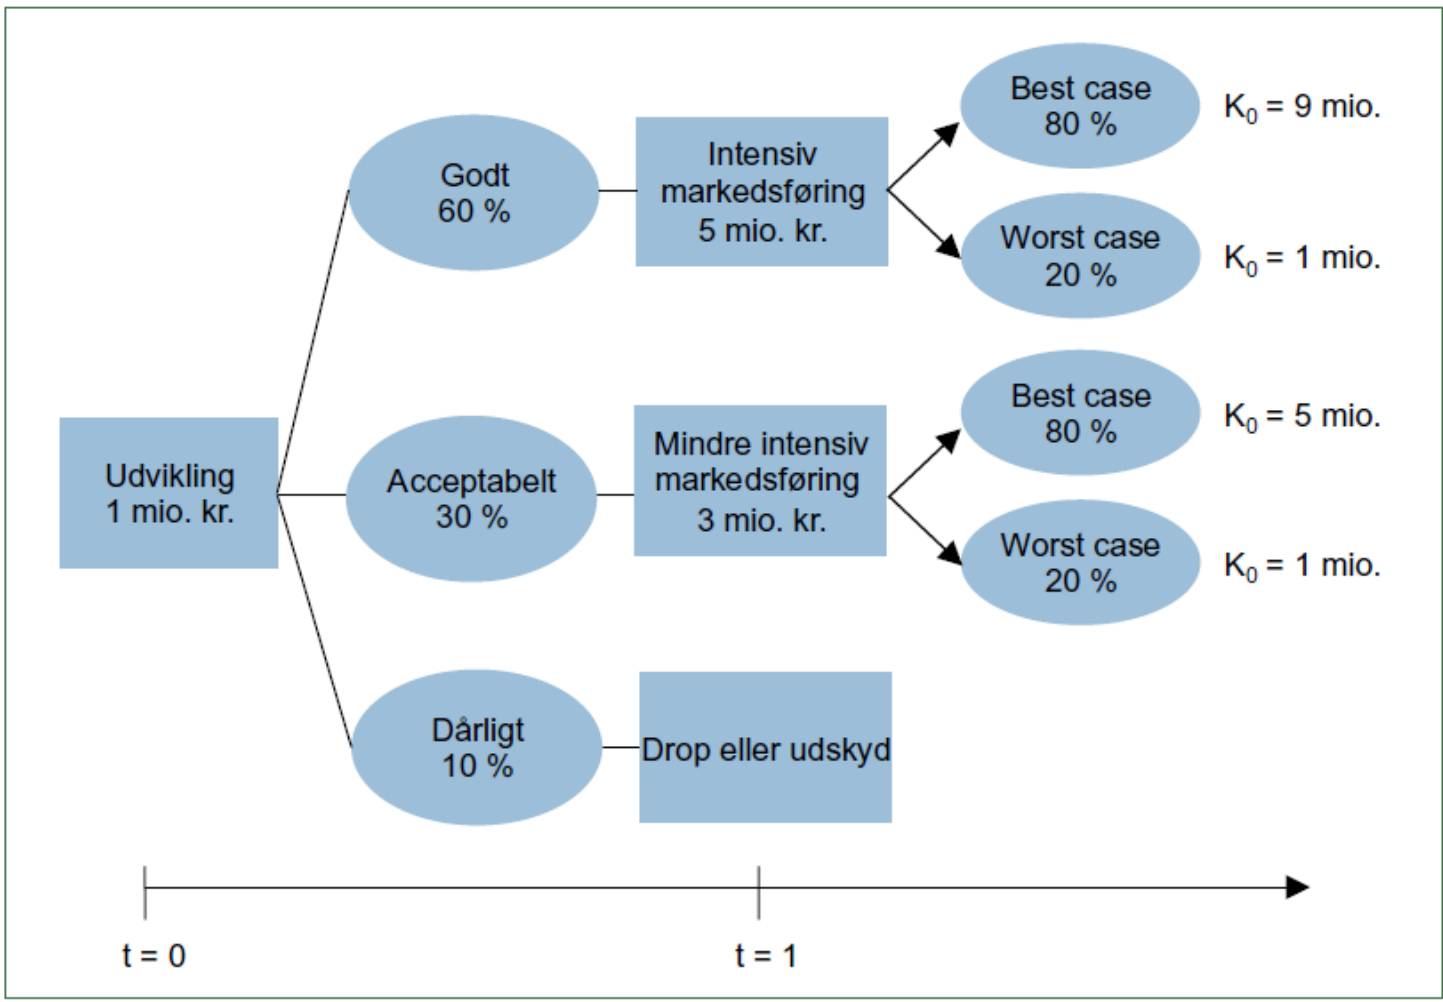 Best case
80 %
K₀ = 9 mio.
Godt
60 %
Intensiv
markedsføring
5 mio. kr.
Worst case
20 %
K₀ = 1 mio.
Udvikling
1 mio. kr.
Acceptabelt
30 %
Mindre intensiv
markedsføring
3 mio. kr.
Best case
80 %
K₀ = 5 mio.
Worst case
20 %
K₀ = 1 mio.
Dårligt
10 %
Drop eller udskyd
t = 0
t = 1